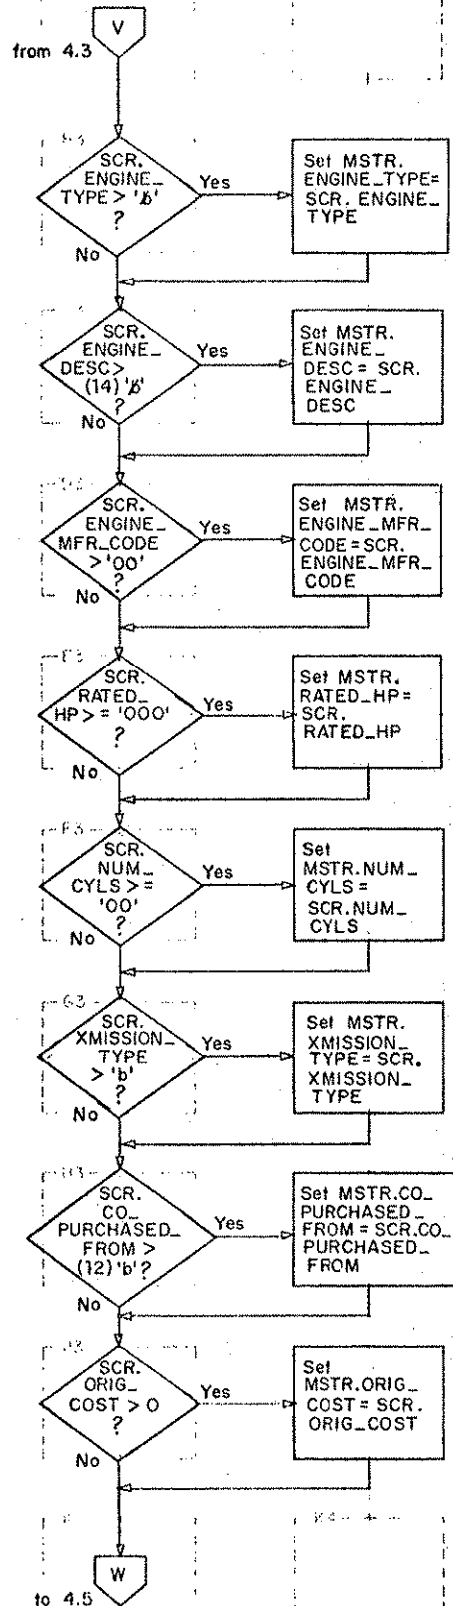 V
from 4.3
SCR.
ENGINE_
TYPE > 'b̸'
?
Yes
No
Set MSTR.
ENGINE_TYPE=
SCR. ENGINE_
TYPE
SCR.
ENGINE_
DESC>
(14)'b̸'
?
Yes
No
Set MSTR.
ENGINE_
DESC= SCR.
ENGINE_
DESC
SCR.
ENGINE_
MFR_CODE
>'00'
?
Yes
No
Set MSTR.
ENGINE_MFR_
CODE=SCR.
ENGINE_MFR_
CODE
E3
SCR.
RATED_
HP>= '000'
?
Yes
No
Set MSTR.
RATED_HP=
SCR.
RATED_HP
F3
SCR.
NUM_
CYLS >=
'00'
?
Yes
No
Set
MSTR.NUM_
CYLS =
SCR.NUM_
CYLS
G3
SCR.
XMISSION_
TYPE
> 'b'
?
Yes
No
Set MSTR.
XMISSION_
TYPE=SCR.
XMISSION_
TYPE
SCR.
CO_
PURCHASED_
FROM >
(12)'b'?
Yes
No
Set MSTR.CO_
PURCHASED_
FROM = SCR.CO_
PURCHASED_
FROM
SCR.
ORIG_
COST > 0
?
Yes
No
Set
MSTR.ORIG_
COST = SCR.
ORIG_COST
K4
W
to 4.5